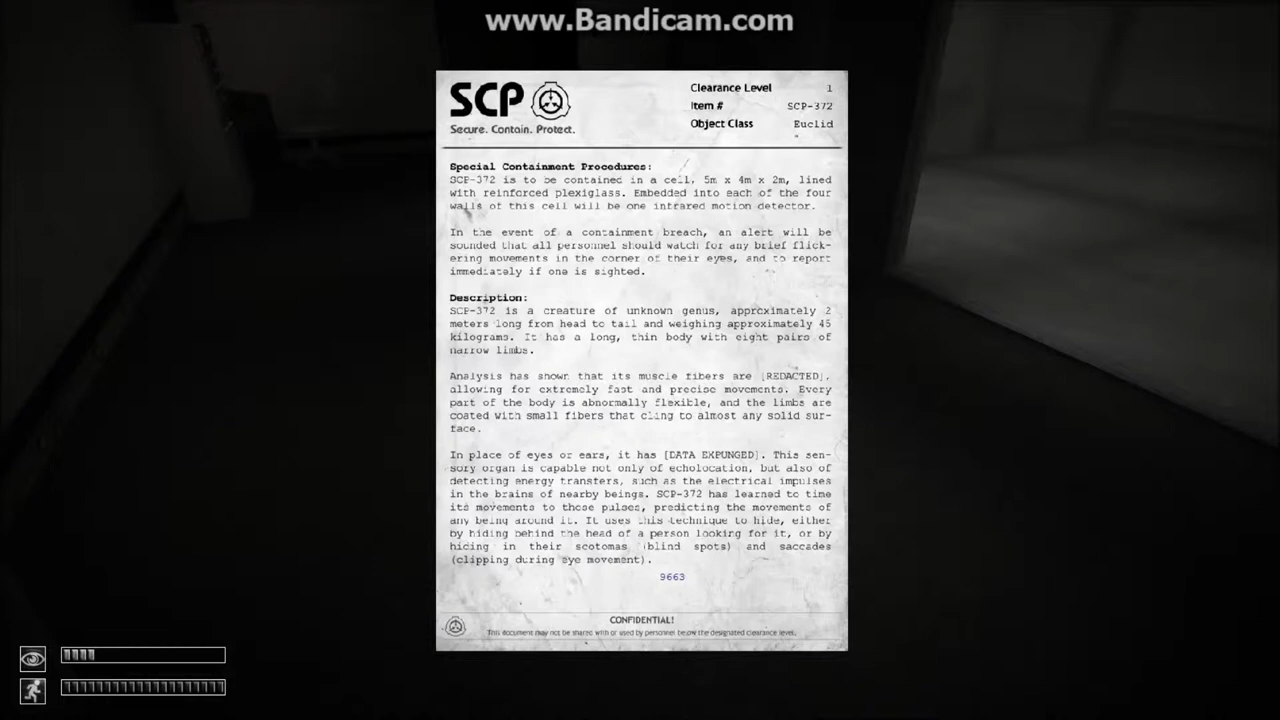 www.Bandicam.com
SCP
Secure. Contain. Protect.
Clearance Level 1
Item # SCP-372
Object Class Euclid
Special Containment Procedures:
SCP-372 is to be contained in a cell, 5m x 4m x 2m, lined
with reinforced plexiglass. Embedded into each of the four
walls of this cell will be one infrared motion detector.
In the event of a containment breach, an alert will be
sounded that all personnel should watch for any brief flick-
ering movements in the corner of their eyes, and to report
immediately if one is sighted.
Description:
SCP-372 is a creature of unknown genus, approximately 2
meters long from head to tail and weighing approximately 45
kilograms. It has a long, thin body with eight pairs of
narrow limbs.
Analysis has shown that its muscle fibers are [REDACTED],
allowing for extremely fast and precise movements. Every
part of the body is abnormally flexible, and the limbs are
coated with small fibers that cling to almost any solid sur-
face.
In place of eyes or ears, it has [DATA EXPUNGED]. This sen-
sory organ is capable not only of echolocation, but also of
detecting energy transfers, such as the electrical impulses
in the brains of nearby beings. SCP-372 has learned to time
its movements to those pulses, predicting the movements of
any being around it. It uses this technique to hide, either
by hiding behind the head of a person looking for it, or by
hiding in their scotomas (blind spots) and saccades
(clipping during eye movement).
9663
CONFIDENTIAL!
This document may not be shared with or used by personnel below the designated clearance level.